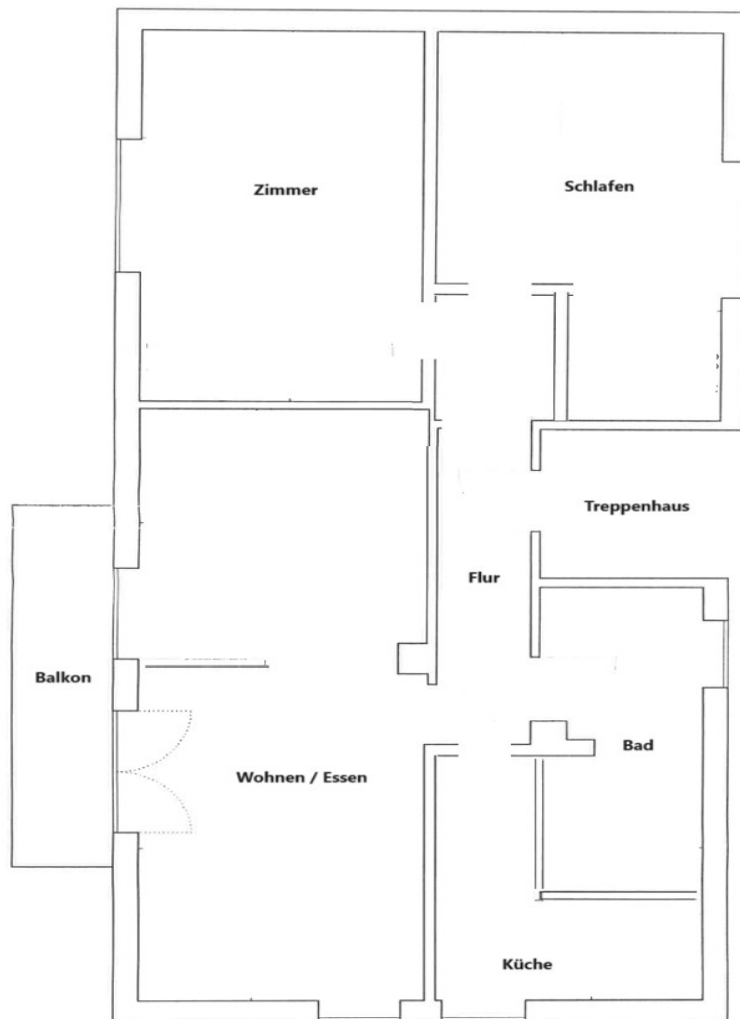 Zimmer
Schlafen
Treppenhaus
Flur
Balkon
Wohnen / Essen
Bad
Küche